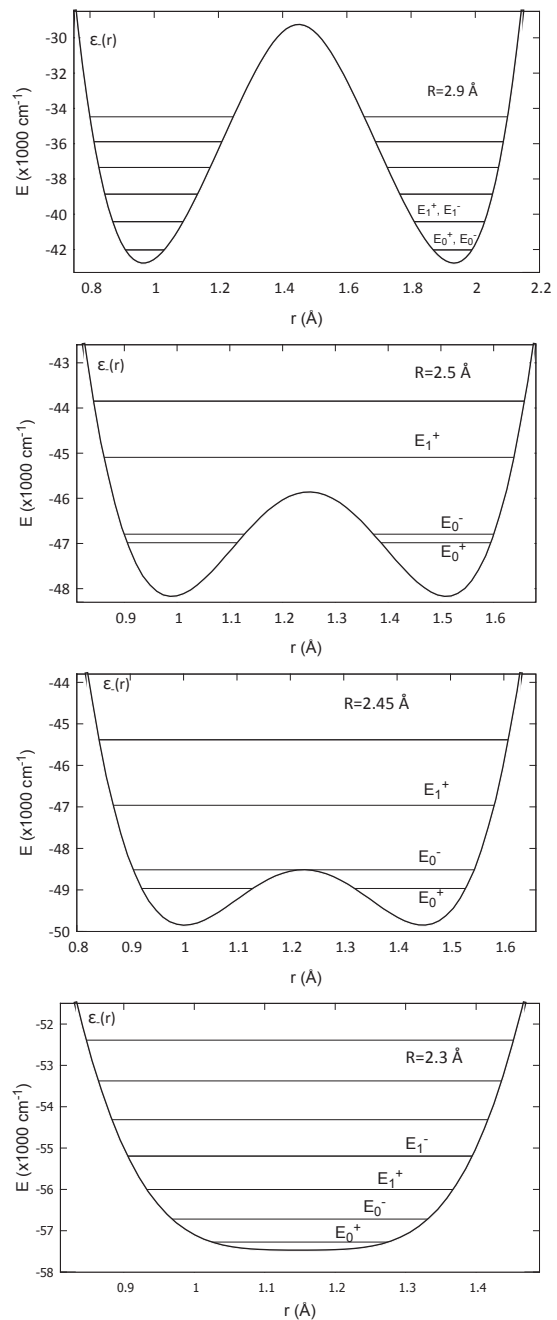 ε-(r)
R=2.9 Å
E₁⁺, E₁⁻
E₀⁺, E₀⁻
-30
-32
-34
-36
-38
-40
-42
E (x1000 cm⁻¹)
0.8 1 1.2 1.4 1.6 1.8 2 2.2
r (Å)
ε-(r)
R=2.5 Å
E₁⁺
E₀⁻
E₀⁺
-43
-44
-45
-46
-47
-48
E (x1000 cm⁻¹)
0.9 1 1.1 1.2 1.3 1.4 1.5 1.6
r (Å)
ε-(r)
R=2.45 Å
E₁⁺
E₀⁻
E₀⁺
-44
-45
-46
-47
-48
-49
-50
E (x1000 cm⁻¹)
0.8 0.9 1 1.1 1.2 1.3 1.4 1.5 1.6
r (Å)
ε-(r)
R=2.3 Å
E₁⁻
E₁⁺
E₀⁻
E₀⁺
-52
-53
-54
-55
-56
-57
-58
E (x1000 cm⁻¹)
0.9 1 1.1 1.2 1.3 1.4
r (Å)